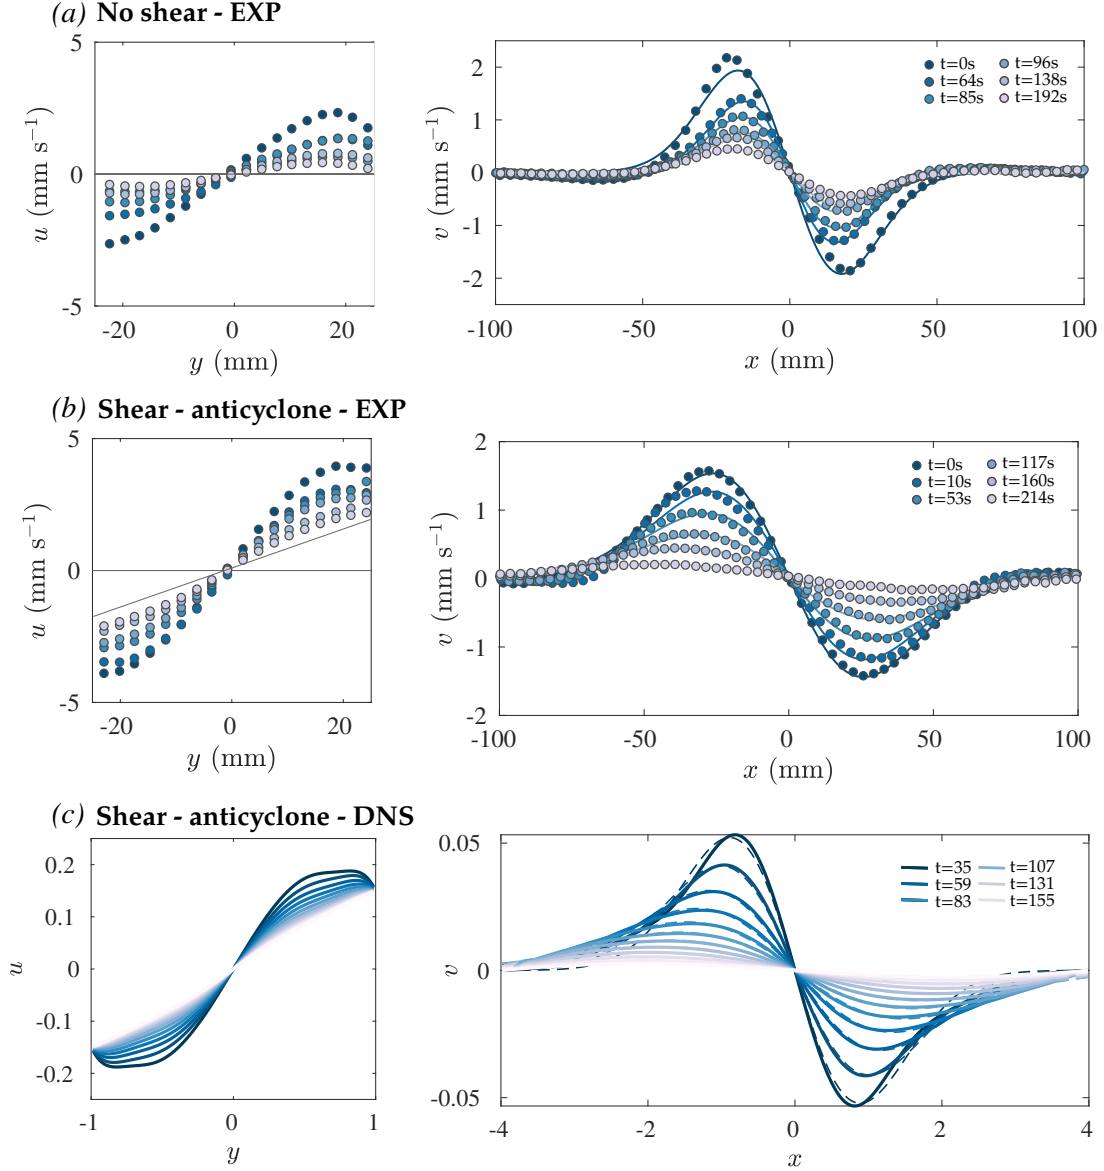 (a) No shear - EXP
5
0
-5
u (mm s⁻¹)
-20 0 20
y (mm)
2
1
0
-1
-2
v (mm s⁻¹)
t=0s t=96s
t=64s t=138s
t=85s t=192s
-100 -50 0 50 100
x (mm)
(b) Shear - anticyclone - EXP
5
0
-5
u (mm s⁻¹)
-20 0 20
y (mm)
2
1
0
-1
-2
v (mm s⁻¹)
t=0s t=117s
t=10s t=160s
t=53s t=214s
-100 -50 0 50 100
x (mm)
(c) Shear - anticyclone - DNS
0.2
0.1
0
-0.1
-0.2
u
-1 0 1
y
0.05
0
-0.05
v
t=35 t=107
t=59 t=131
t=83 t=155
-4 -2 0 2 4
x